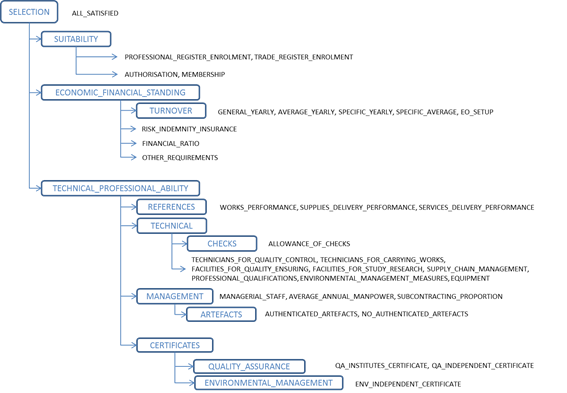 SELECTION ALL_SATISFIED
SUITABILITY
PROFESSIONAL_REGISTER_ENROLMENT, TRADE_REGISTER_ENROLMENT
AUTHORISATION, MEMBERSHIP
ECONOMIC_FINANCIAL_STANDING
TURNOVER GENERAL_YEARLY, AVERAGE_YEARLY, SPECIFIC_YEARLY, SPECIFIC_AVERAGE, EO_SETUP
RISK_INDEMNITY_INSURANCE
FINANCIAL_RATIO
OTHER_REQUIREMENTS
TECHNICAL_PROFESSIONAL_ABILITY
REFERENCES WORKS_PERFORMANCE, SUPPLIES_DELIVERY_PERFORMANCE, SERVICES_DELIVERY_PERFORMANCE
TECHNICAL
CHECKS ALLOWANCE_OF_CHECKS
TECHNICIANS_FOR_QUALITY_CONTROL, TECHNICIANS_FOR_CARRYING_WORKS,
FACILITIES_FOR_QUALITY_ENSURING, FACILITIES_FOR_STUDY_RESEARCH, SUPPLY_CHAIN_MANAGEMENT,
PROFESSIONAL_QUALIFICATIONS, ENVIRONMENTAL_MANAGEMENT_MEASURES, EQUIPMENT
MANAGEMENT MANAGERIAL_STAFF, AVERAGE_ANNUAL_MANPOWER, SUBCONTRACTING_PROPORTION
ARTEFACTS AUTHENTICATED_ARTEFACTS, NO_AUTHENTICATED_ARTEFACTS
CERTIFICATES
QUALITY_ASSURANCE QA_INSTITUTES_CERTIFICATE, QA_INDEPENDENT_CERTIFICATE
ENVIRONMENTAL_MANAGEMENT ENV_INDEPENDENT_CERTIFICATE